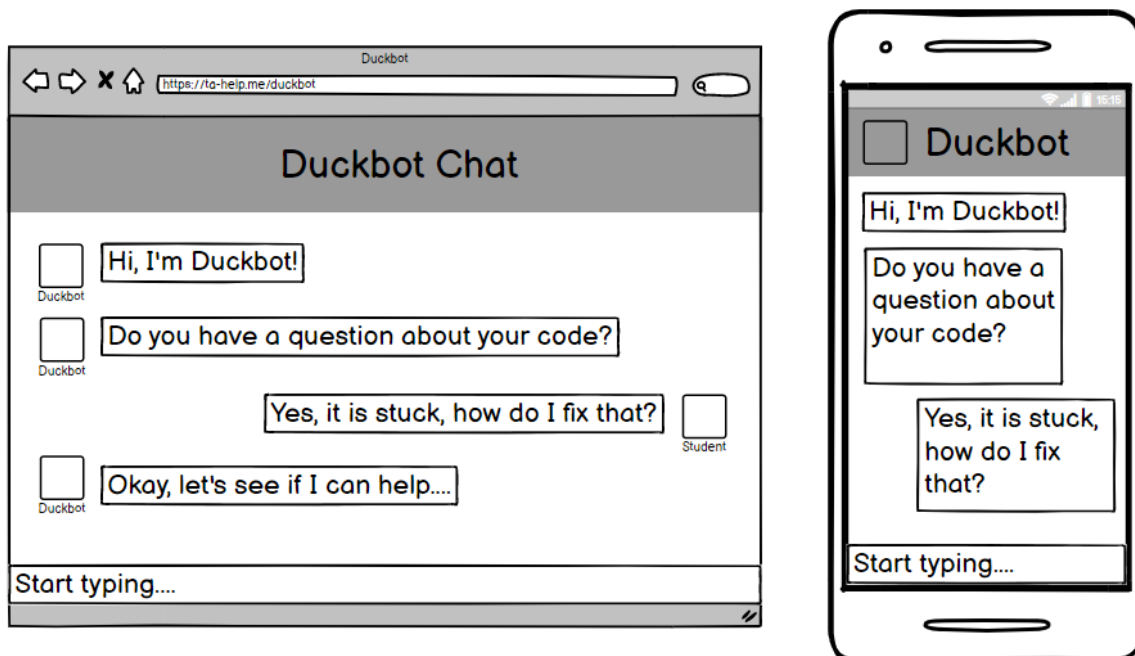 Duckbot
https://ta-help.me/duckbot
Duckbot Chat
Hi, I'm Duckbot!
Duckbot
Do you have a question about your code?
Duckbot
Yes, it is stuck, how do I fix that?
Student
Okay, let's see if I can help....
Duckbot
Start typing....
15:15
Duckbot
Hi, I'm Duckbot!
Do you have a
question about
your code?
Yes, it is stuck,
how do I fix
that?
Start typing....